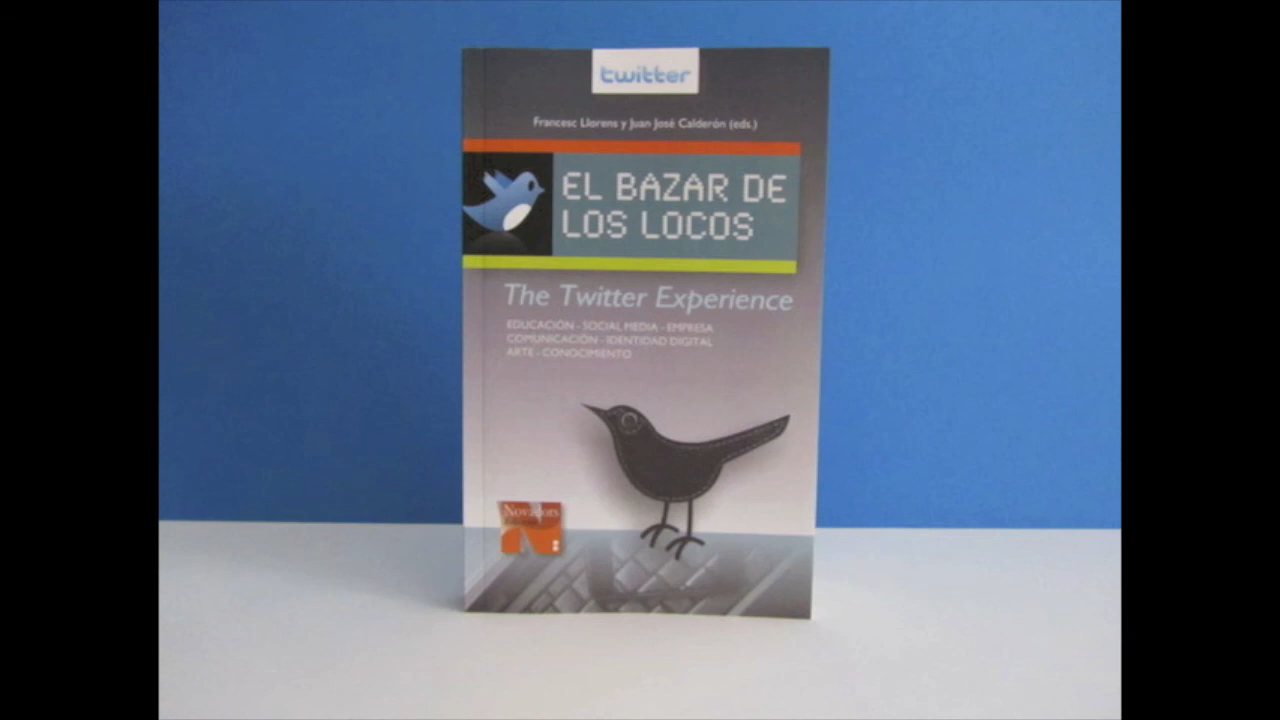 twitter
Francesc Llorens y Juan José Calderón (eds.)
EL BAZAR DE
LOS LOCOS
The Twitter Experience
EDUCACIÓN - SOCIAL MEDIA - EMPRESA
COMUNICACIÓN - IDENTIDAD DIGITAL
ARTE - CONOCIMIENTO
Novadors